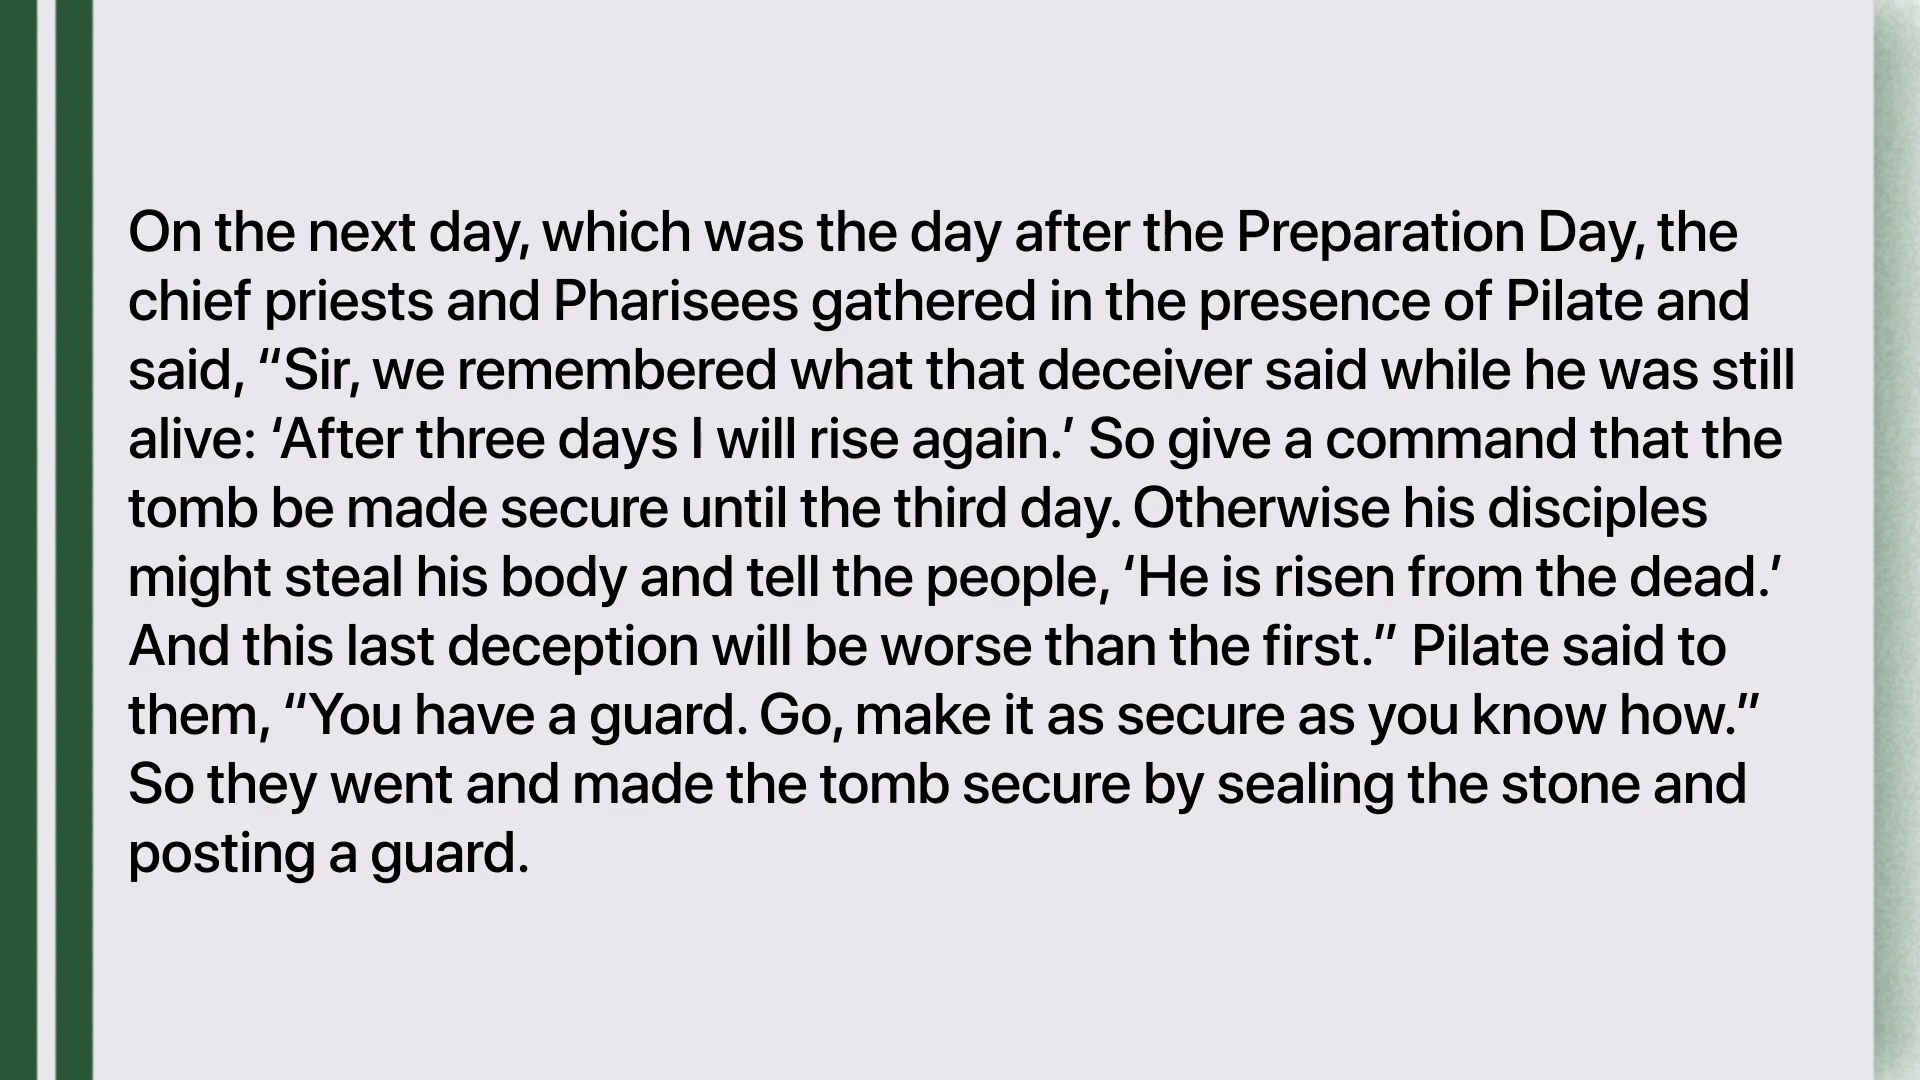 On the next day, which was the day after the Preparation Day, the
chief priests and Pharisees gathered in the presence of Pilate and
said, “Sir, we remembered what that deceiver said while he was still
alive: ‘After three days I will rise again.’ So give a command that the
tomb be made secure until the third day. Otherwise his disciples
might steal his body and tell the people, ‘He is risen from the dead.’
And this last deception will be worse than the first.” Pilate said to
them, “You have a guard. Go, make it as secure as you know how.”
So they went and made the tomb secure by sealing the stone and
posting a guard.